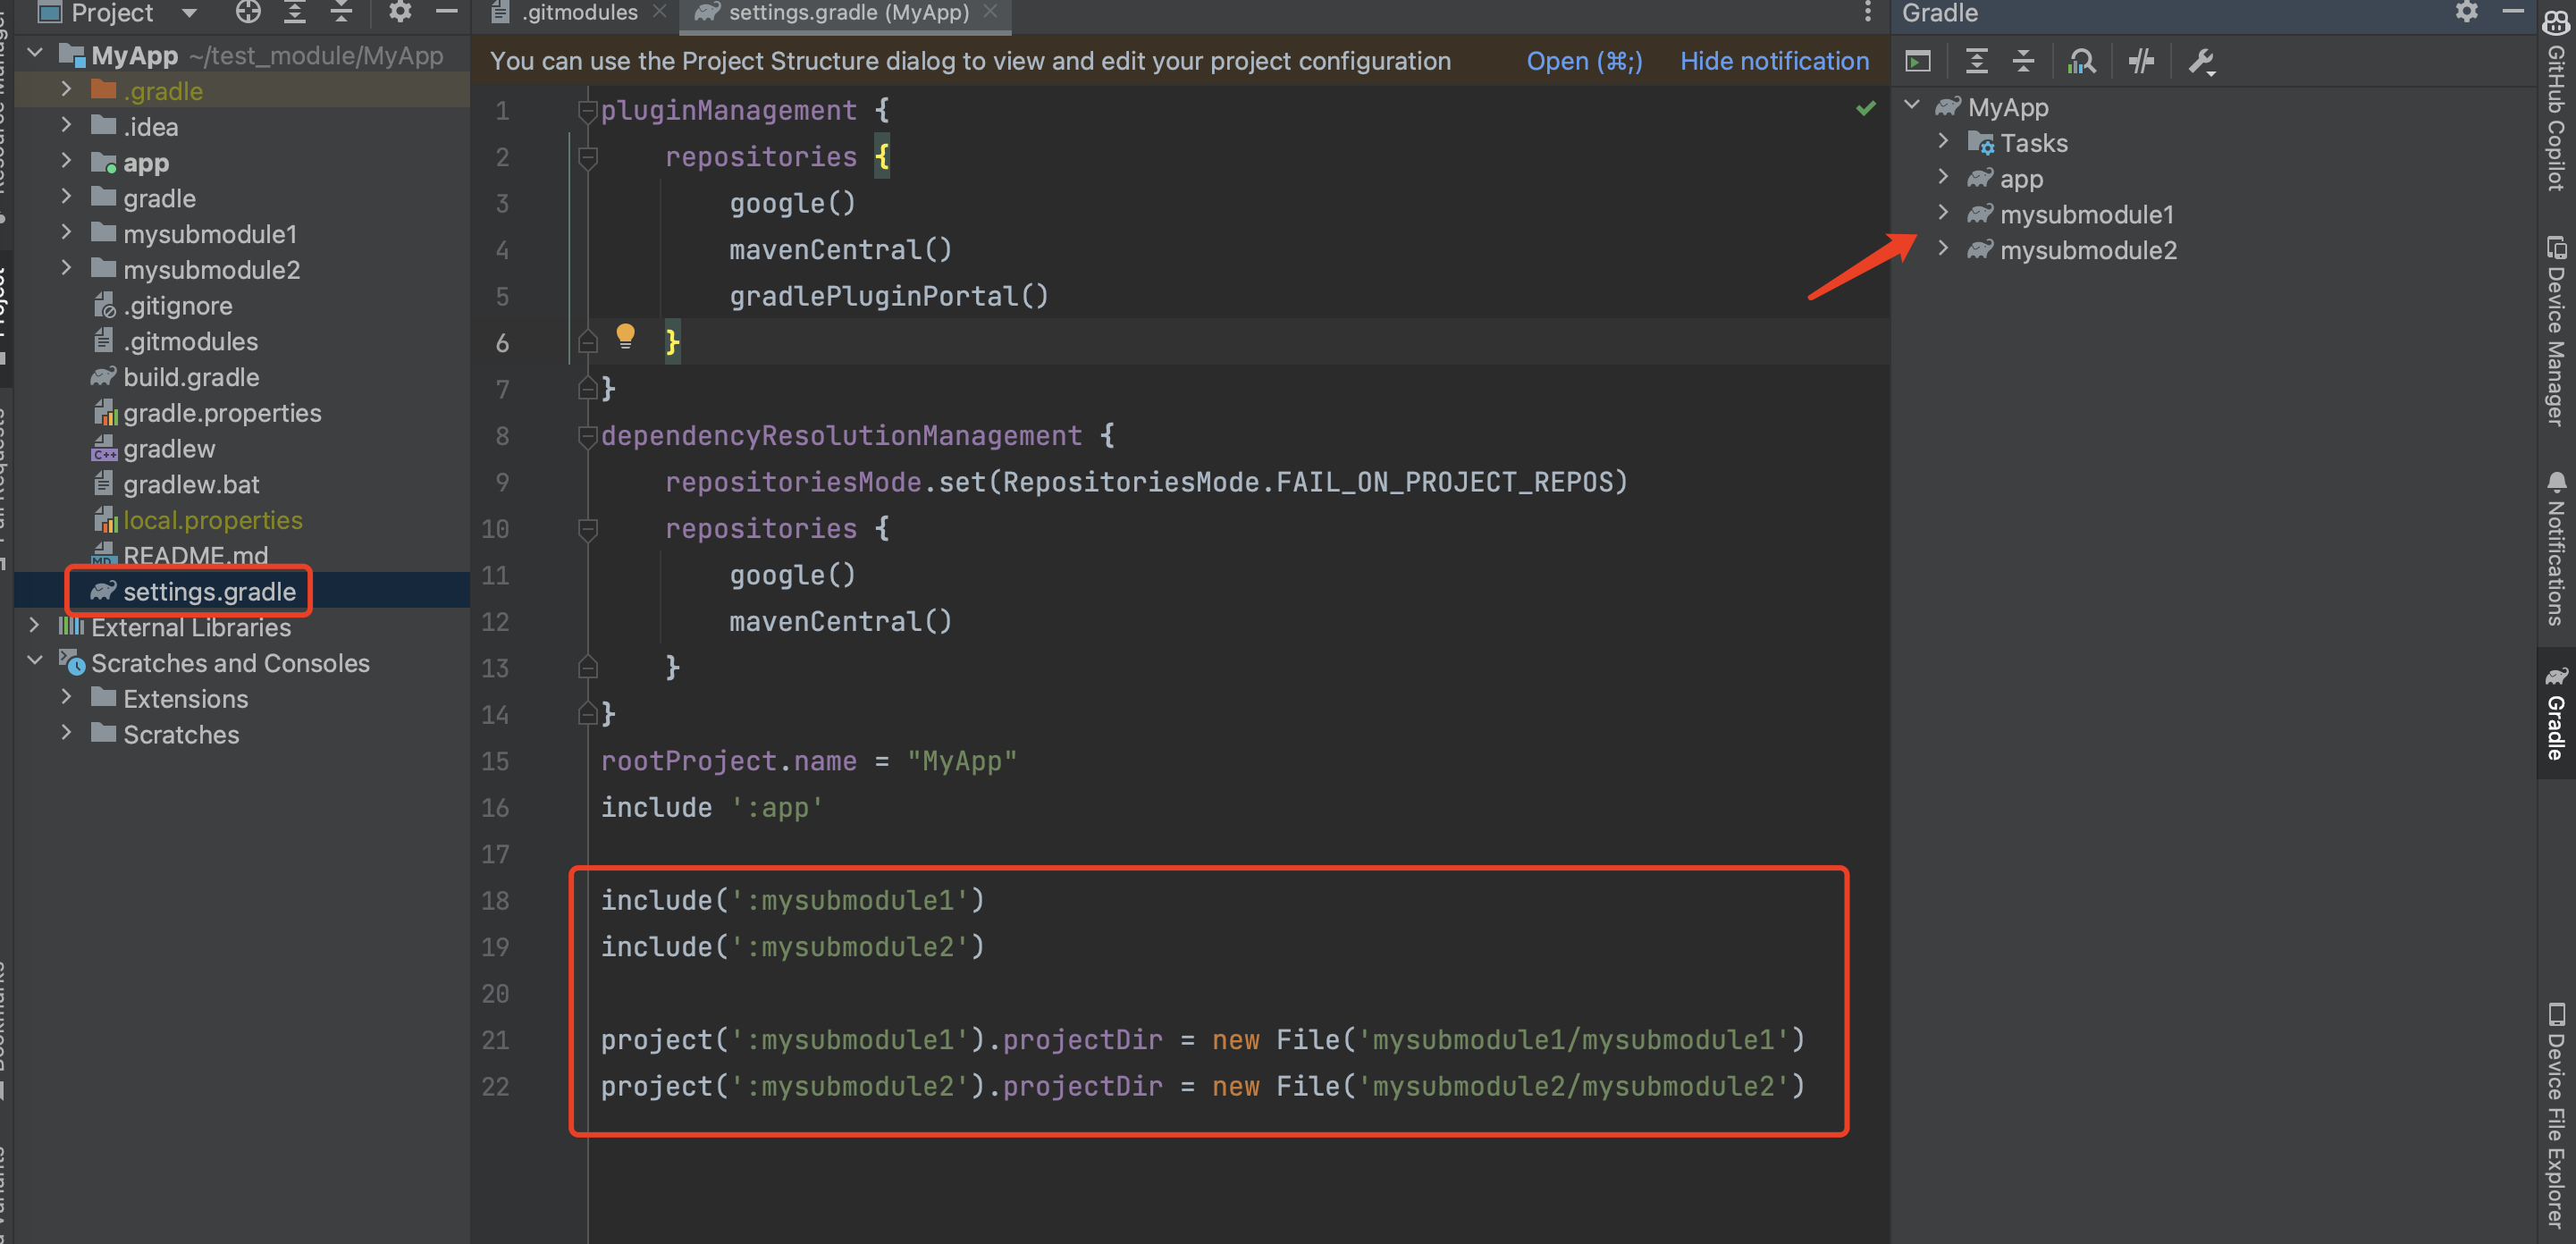 Project
MyApp ~/test_module/MyApp
.gradle
.idea
app
gradle
mysubmodule1
mysubmodule2
.gitignore
.gitmodules
build.gradle
gradle.properties
gradlew
gradlew.bat
local.properties
README.md
settings.gradle
External Libraries
Scratches and Consoles
Extensions
Scratches
.gitmodules
settings.gradle (MyApp)
You can use the Project Structure dialog to view and edit your project configuration
Open (⌘;)
Hide notification
1 pluginManagement {
2 repositories {
3 google()
4 mavenCentral()
5 gradlePluginPortal()
6 }
7 }
8 dependencyResolutionManagement {
9 repositoriesMode.set(RepositoriesMode.FAIL_ON_PROJECT_REPOS)
10 repositories {
11 google()
12 mavenCentral()
13 }
14 }
15 rootProject.name = "MyApp"
16 include ':app'
17
18 include(':mysubmodule1')
19 include(':mysubmodule2')
20
21 project(':mysubmodule1').projectDir = new File('mysubmodule1/mysubmodule1')
22 project(':mysubmodule2').projectDir = new File('mysubmodule2/mysubmodule2')
Gradle
MyApp
Tasks
app
mysubmodule1
mysubmodule2
GitHub Copilot
Device Manager
Notifications
Gradle
Device File Explorer